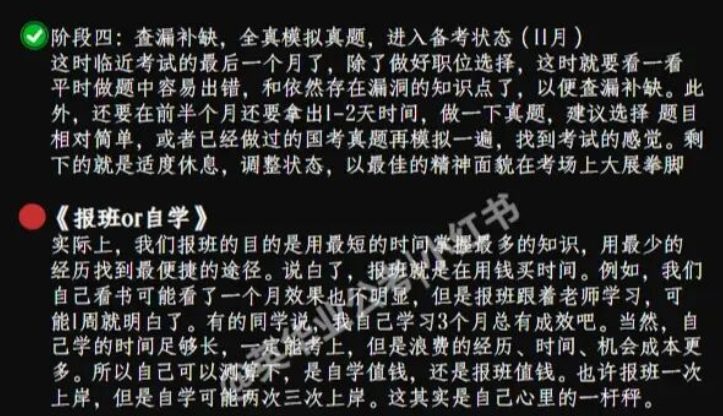 阶段四：查漏补缺，全真模拟真题，进入备考状态（11月）
这时临近考试的最后一个月了，除了做好职位选择，这时就要看一看
平时做题中容易出错，和依然存在漏洞的知识点了，以便查漏补缺。此
外，还要在前半个月还要拿出1-2天时间，做一下真题，建议选择 题目
相对简单，或者已经做过的国考真题再模拟一遍，找到考试的感觉。剩
下的就是适度休息，调整状态，以最佳的精神面貌在考场上大展拳脚
《报班or自学》
实际上，我们报班的目的是用最短的时间掌握最多的知识，用最少的
经历找到最便捷的途径。说白了，报班就是在用钱买时间。例如，我们
自己看书可能看了一个月效果也不明显，但是报班跟着老师学习，可
能1周就明白了。有的同学说，我自己学习3个月总有成效吧。当然，自
己学的时间足够长，一定能考上，但是浪费的经历、时间、机会成本更
多。所以自己可以测算下，是自学值钱，还是报班值钱。也许报班一次
上岸，但是自学可能两次三次上岸。这其实是自己心里的一杆秤。